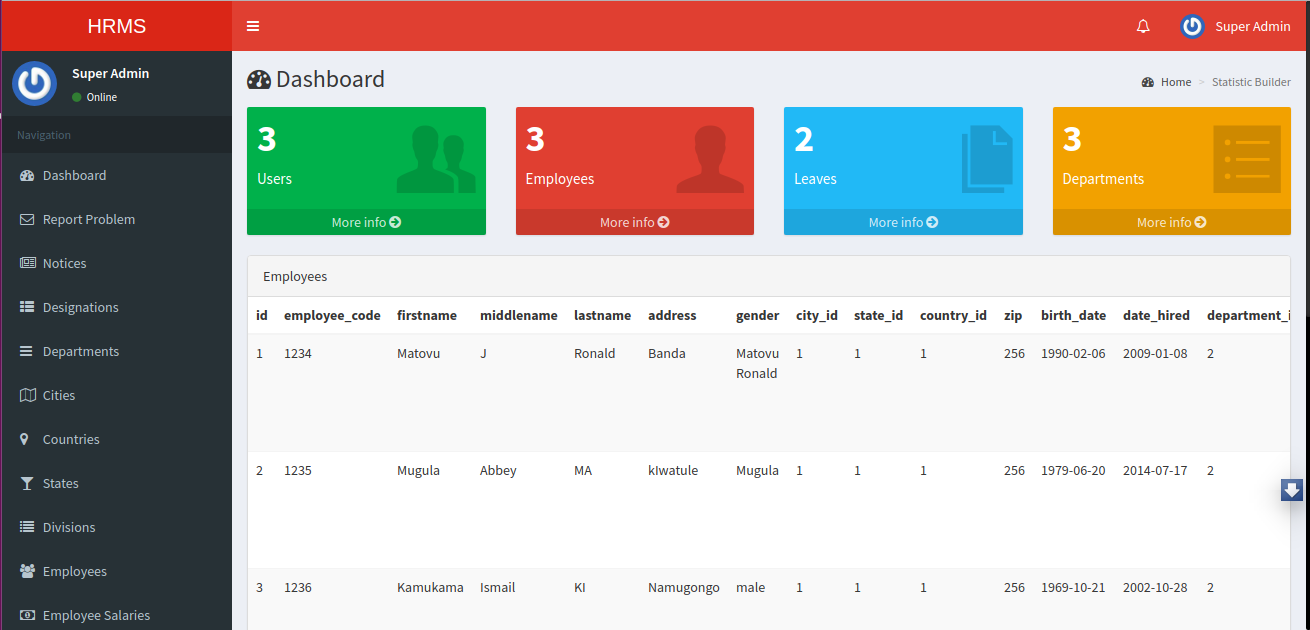 HRMS
Super Admin
Super Admin
Online
Navigation
Dashboard
Report Problem
Notices
Designations
Departments
Cities
Countries
States
Divisions
Employees
Employee Salaries
Dashboard
Home > Statistic Builder
3
Users
More info
3
Employees
More info
2
Leaves
More info
3
Departments
More info
Employees
id employee_code firstname middlename lastname address gender city_id state_id country_id zip birth_date date_hired department_i
1 1234 Matovu J Ronald Banda Matovu 1 1 1 256 1990-02-06 2009-01-08 2
Ronald
2 1235 Mugula Abbey MA kIwatule Mugula 1 1 1 256 1979-06-20 2014-07-17 2
3 1236 Kamukama Ismail KI Namugongo male 1 1 1 256 1969-10-21 2002-10-28 2